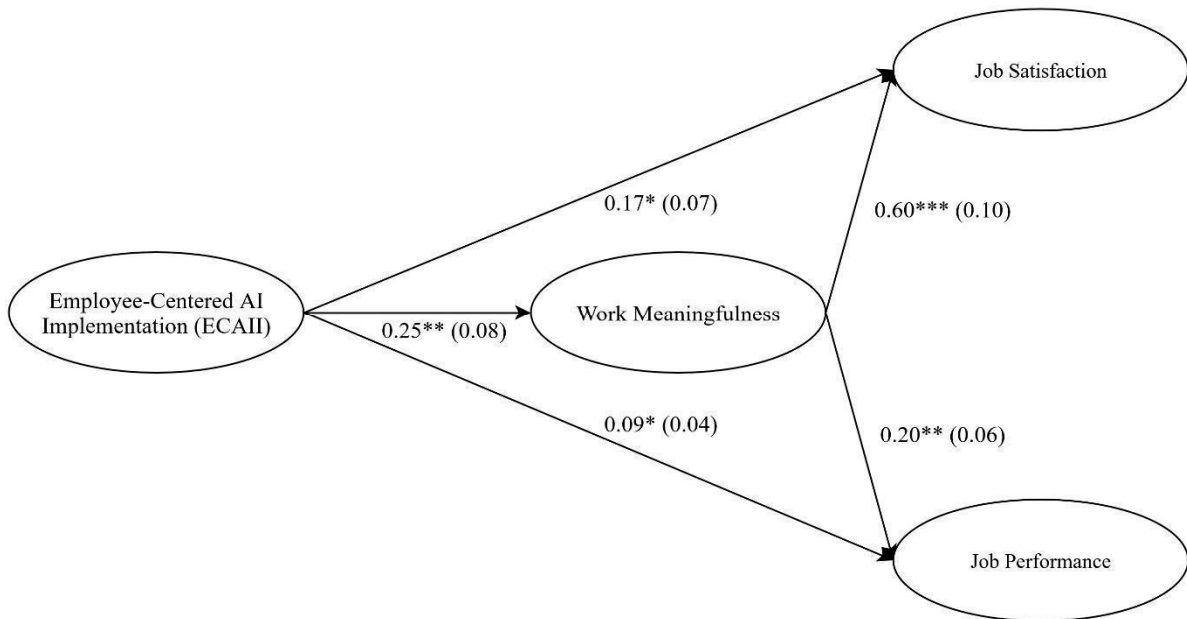 Job Satisfaction
0.17* (0.07)
0.60*** (0.10)
Employee-Centered AI
Implementation (ECAII)
Work Meaningfulness
0.25** (0.08)
0.09* (0.04)
0.20** (0.06)
Job Performance